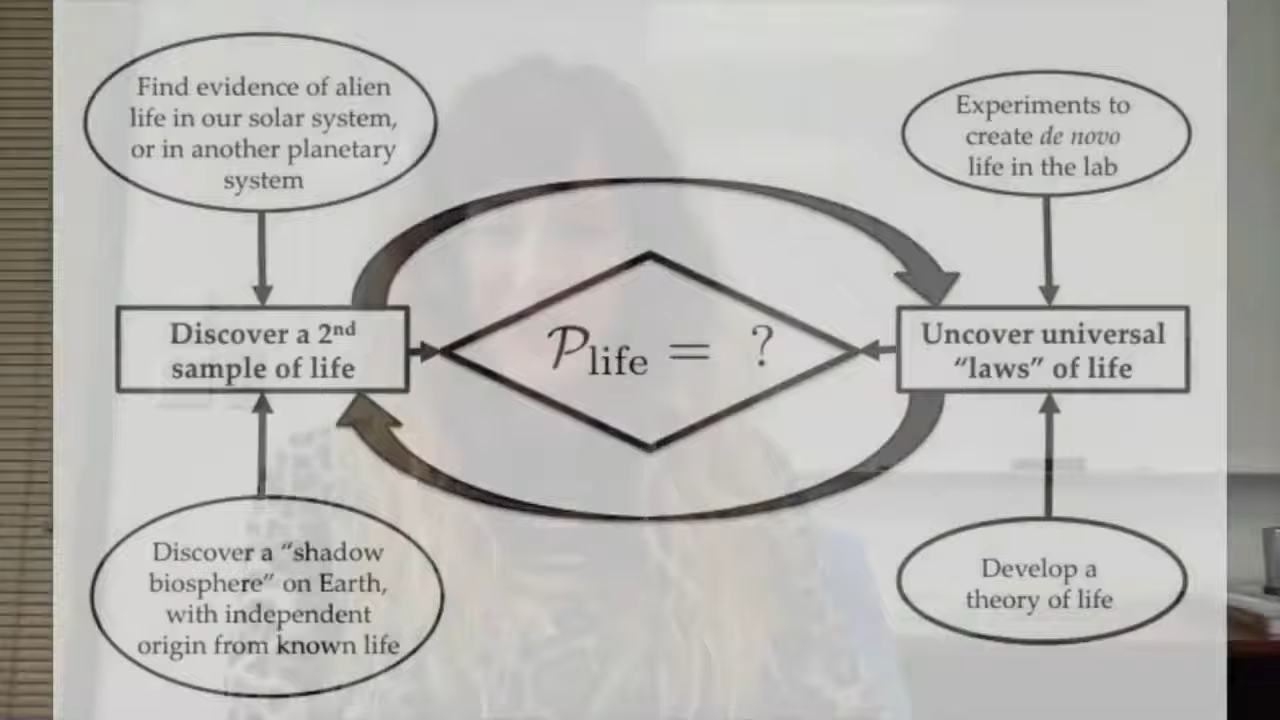 Find evidence of alien
life in our solar system,
or in another planetary
system
Experiments to
create de novo
life in the lab
Discover a 2nd
sample of life
𝒫life = ?
Uncover universal
“laws” of life
Discover a “shadow
biosphere” on Earth,
with independent
origin from known life
Develop a
theory of life